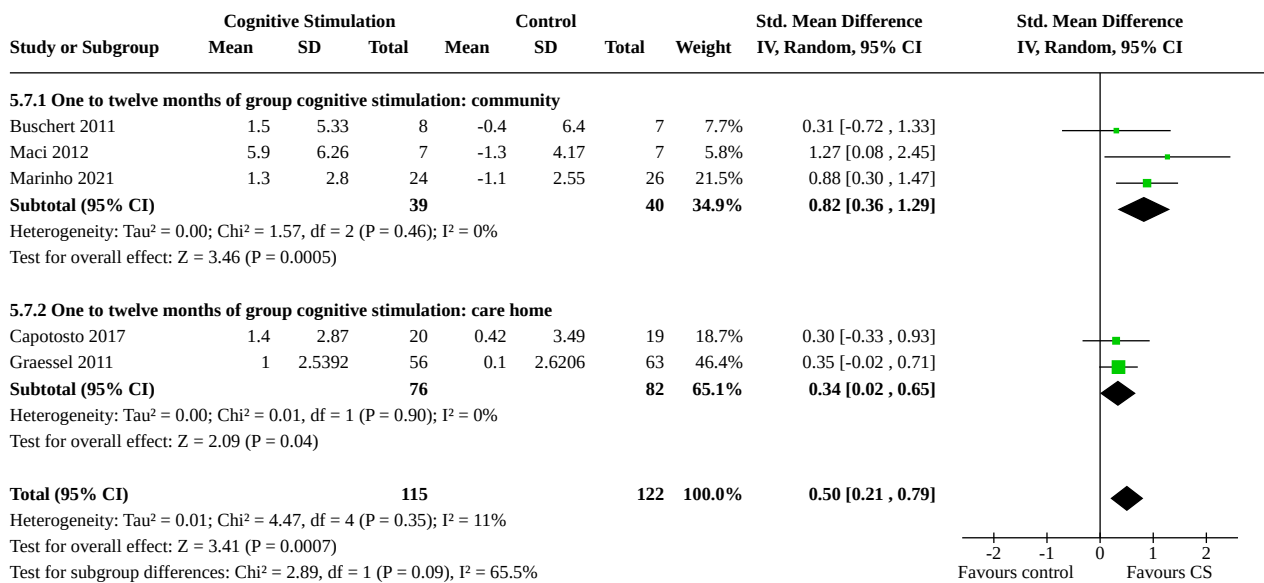 Cognitive Stimulation Control Std. Mean Difference Std. Mean Difference
Study or Subgroup Mean SD Total Mean SD Total Weight IV, Random, 95% CI IV, Random, 95% CI
5.7.1 One to twelve months of group cognitive stimulation: community
Buschert 2011 1.5 5.33 8 -0.4 6.4 7 7.7% 0.31 [-0.72 , 1.33]
Maci 2012 5.9 6.26 7 -1.3 4.17 7 5.8% 1.27 [0.08 , 2.45]
Marinho 2021 1.3 2.8 24 -1.1 2.55 26 21.5% 0.88 [0.30 , 1.47]
Subtotal (95% CI) 39 40 34.9% 0.82 [0.36 , 1.29]
Heterogeneity: Tau² = 0.00; Chi² = 1.57, df = 2 (P = 0.46); I² = 0%
Test for overall effect: Z = 3.46 (P = 0.0005)
5.7.2 One to twelve months of group cognitive stimulation: care home
Capotosto 2017 1.4 2.87 20 0.42 3.49 19 18.7% 0.30 [-0.33 , 0.93]
Graessel 2011 1 2.5392 56 0.1 2.6206 63 46.4% 0.35 [-0.02 , 0.71]
Subtotal (95% CI) 76 82 65.1% 0.34 [0.02 , 0.65]
Heterogeneity: Tau² = 0.00; Chi² = 0.01, df = 1 (P = 0.90); I² = 0%
Test for overall effect: Z = 2.09 (P = 0.04)
Total (95% CI) 115 122 100.0% 0.50 [0.21 , 0.79]
Heterogeneity: Tau² = 0.01; Chi² = 4.47, df = 4 (P = 0.35); I² = 11%
Test for overall effect: Z = 3.41 (P = 0.0007)
Test for subgroup differences: Chi² = 2.89, df = 1 (P = 0.09), I² = 65.5%
-2 -1 0 1 2
Favours control Favours CS